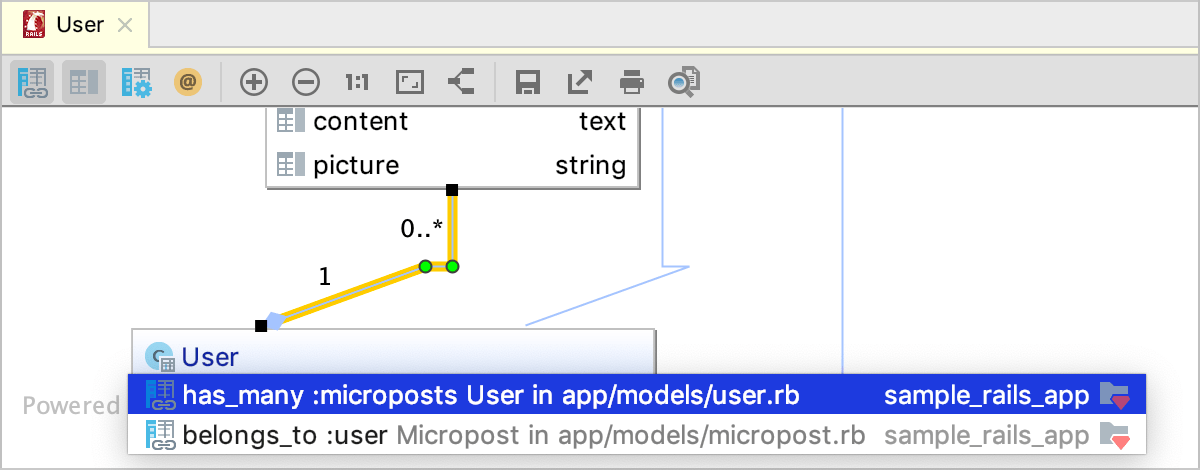 User
RAILS
@
1:1
content text
picture string
0..*
1
C User
Powered
has_many :microposts User in app/models/user.rb sample_rails_app
belongs_to :user Micropost in app/models/micropost.rb sample_rails_app